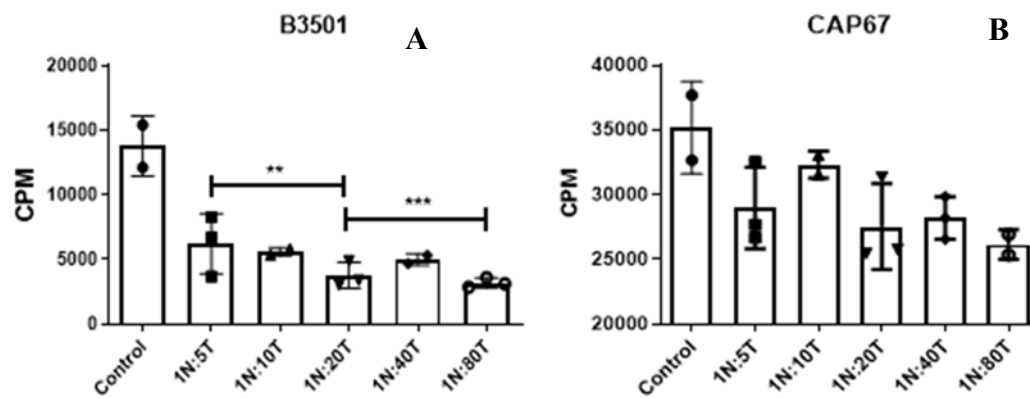 B3501
A
CPM
20000
15000
10000
5000
0
**
***
Control
1N:5T
1N:10T
1N:20T
1N:40T
1N:80T
CAP67
B
CPM
40000
35000
30000
25000
20000
Control
1N:5T
1N:10T
1N:20T
1N:40T
1N:80T